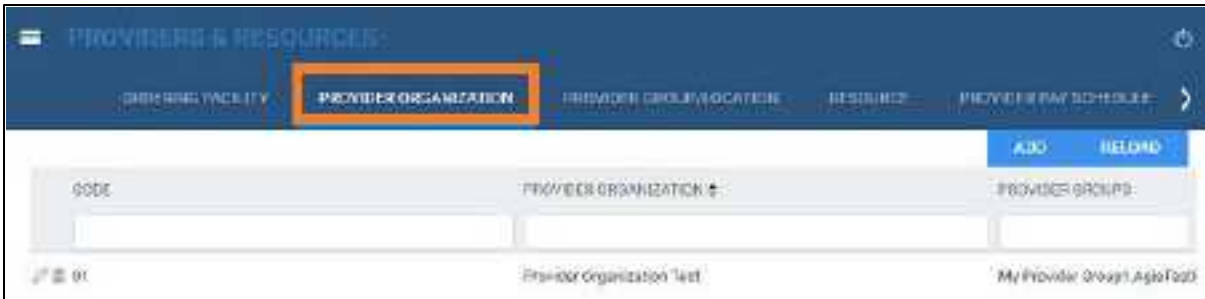 PROVIDERS & RESOURCES
ORDERING FACILITY PROVIDER ORGANIZATION PROVIDER GROUP/LOCATION RESOURCE PROVIDER PAY SCHEDULE
ADD RELOAD
CODE PROVIDER ORGANIZATION PROVIDER GROUPS
01 Provider Organization Test My Provider Group1